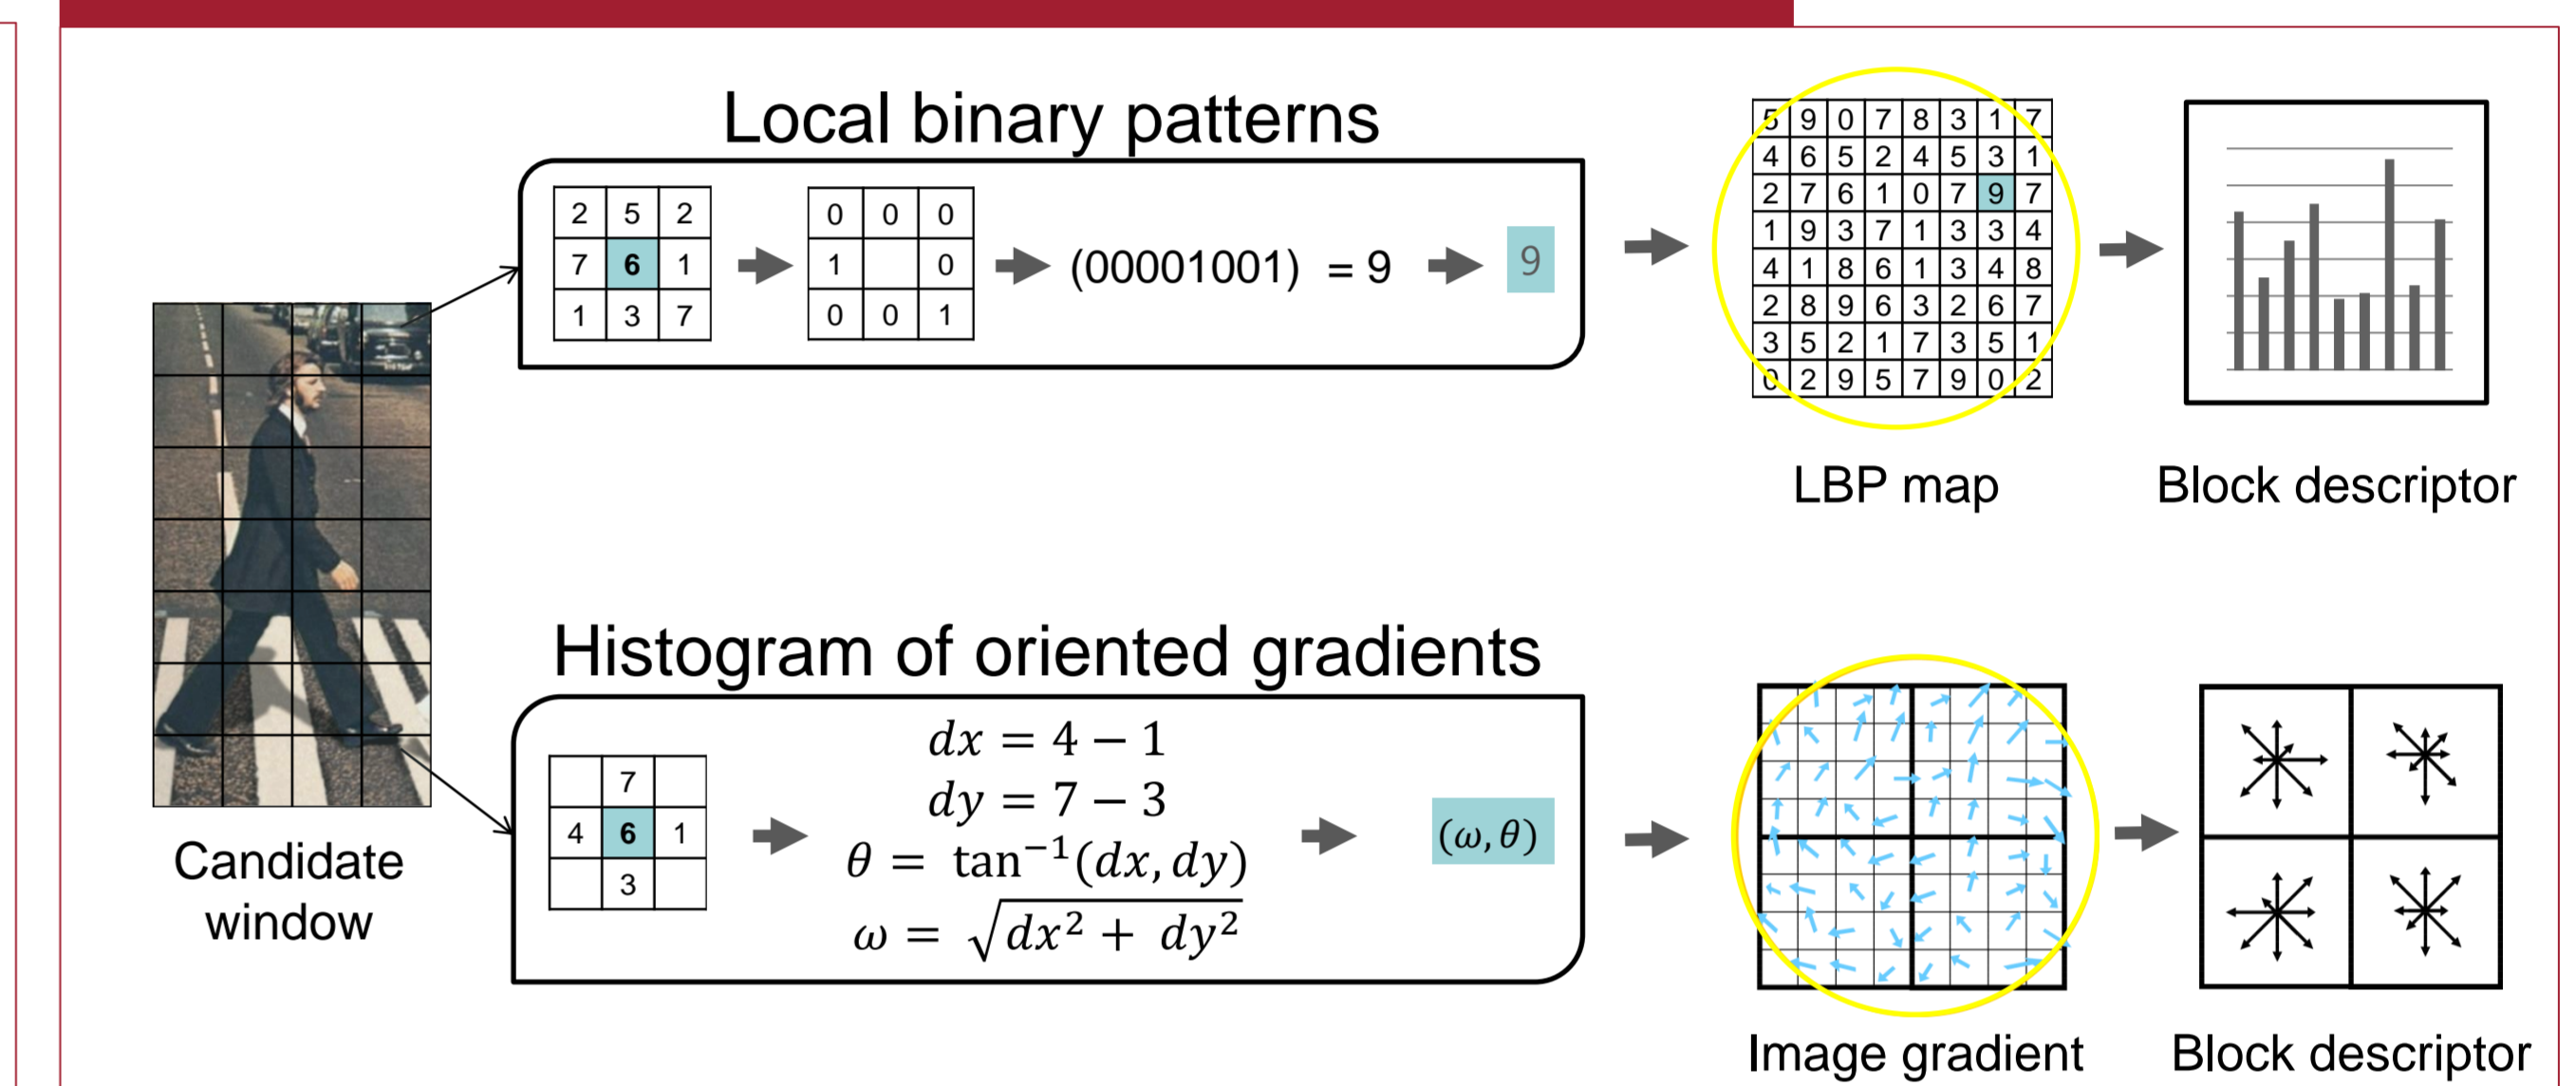 Local binary patterns
2 5 2
7 6 1
1 3 7
0 0 0
1 0
0 0 1
(00001001) = 9
9
5 9 0 7 8 3 1 7
4 6 5 2 4 5 3 1
2 7 6 1 0 7 9 7
1 9 3 7 1 3 3 4
4 1 8 6 1 3 4 8
2 8 9 6 3 2 6 7
3 5 2 1 7 3 5 1
0 2 9 5 7 9 0 2
LBP map
Block descriptor
Candidate
window
Histogram of oriented gradients
7
4 6 1
3
dx = 4 − 1
dy = 7 − 3
θ = tan⁻¹(dx, dy)
ω = √dx² + dy²
(ω, θ)
Image gradient
Block descriptor